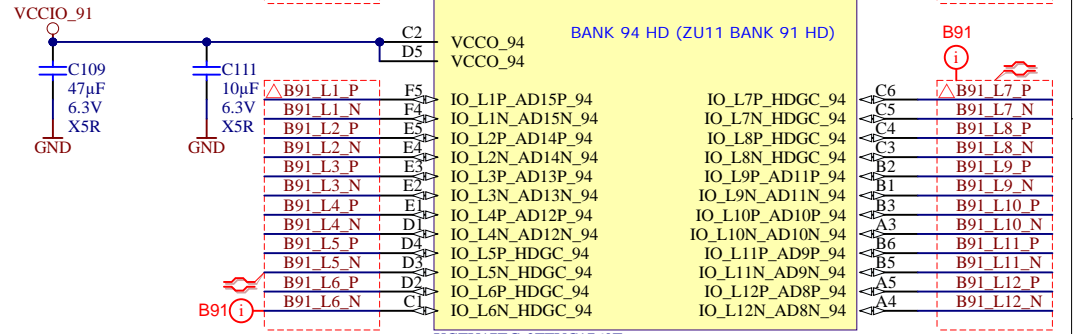 VCCIO_91
C109
47µF
6.3V
X5R
GND
C111
10µF
6.3V
X5R
GND
BANK 94 HD (ZU11 BANK 91 HD)
C2 VCCO_94
D5 VCCO_94
B91_L1_P F5 IO_L1P_AD15P_94
B91_L1_N F4 IO_L1N_AD15N_94
B91_L2_P E5 IO_L2P_AD14P_94
B91_L2_N E4 IO_L2N_AD14N_94
B91_L3_P E3 IO_L3P_AD13P_94
B91_L3_N E2 IO_L3N_AD13N_94
B91_L4_P E1 IO_L4P_AD12P_94
B91_L4_N D1 IO_L4N_AD12N_94
B91_L5_P D4 IO_L5P_HDGC_94
B91_L5_N D3 IO_L5N_HDGC_94
B91_L6_P D2 IO_L6P_HDGC_94
B91_L6_N C1 IO_L6N_HDGC_94
B91 i
B91
i
IO_L7P_HDGC_94 C6 B91_L7_P
IO_L7N_HDGC_94 C5 B91_L7_N
IO_L8P_HDGC_94 C4 B91_L8_P
IO_L8N_HDGC_94 C3 B91_L8_N
IO_L9P_AD11P_94 B2 B91_L9_P
IO_L9N_AD11N_94 B1 B91_L9_N
IO_L10P_AD10P_94 B3 B91_L10_P
IO_L10N_AD10N_94 A3 B91_L10_N
IO_L11P_AD9P_94 B6 B91_L11_P
IO_L11N_AD9N_94 B5 B91_L11_N
IO_L12P_AD8P_94 A5 B91_L12_P
IO_L12N_AD8N_94 A4 B91_L12_N